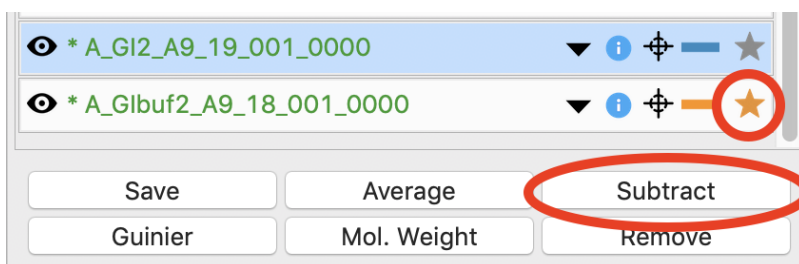 * A_GI2_A9_19_001_0000
* A_GIbuf2_A9_18_001_0000
Save Average Subtract
Guinier Mol. Weight Remove